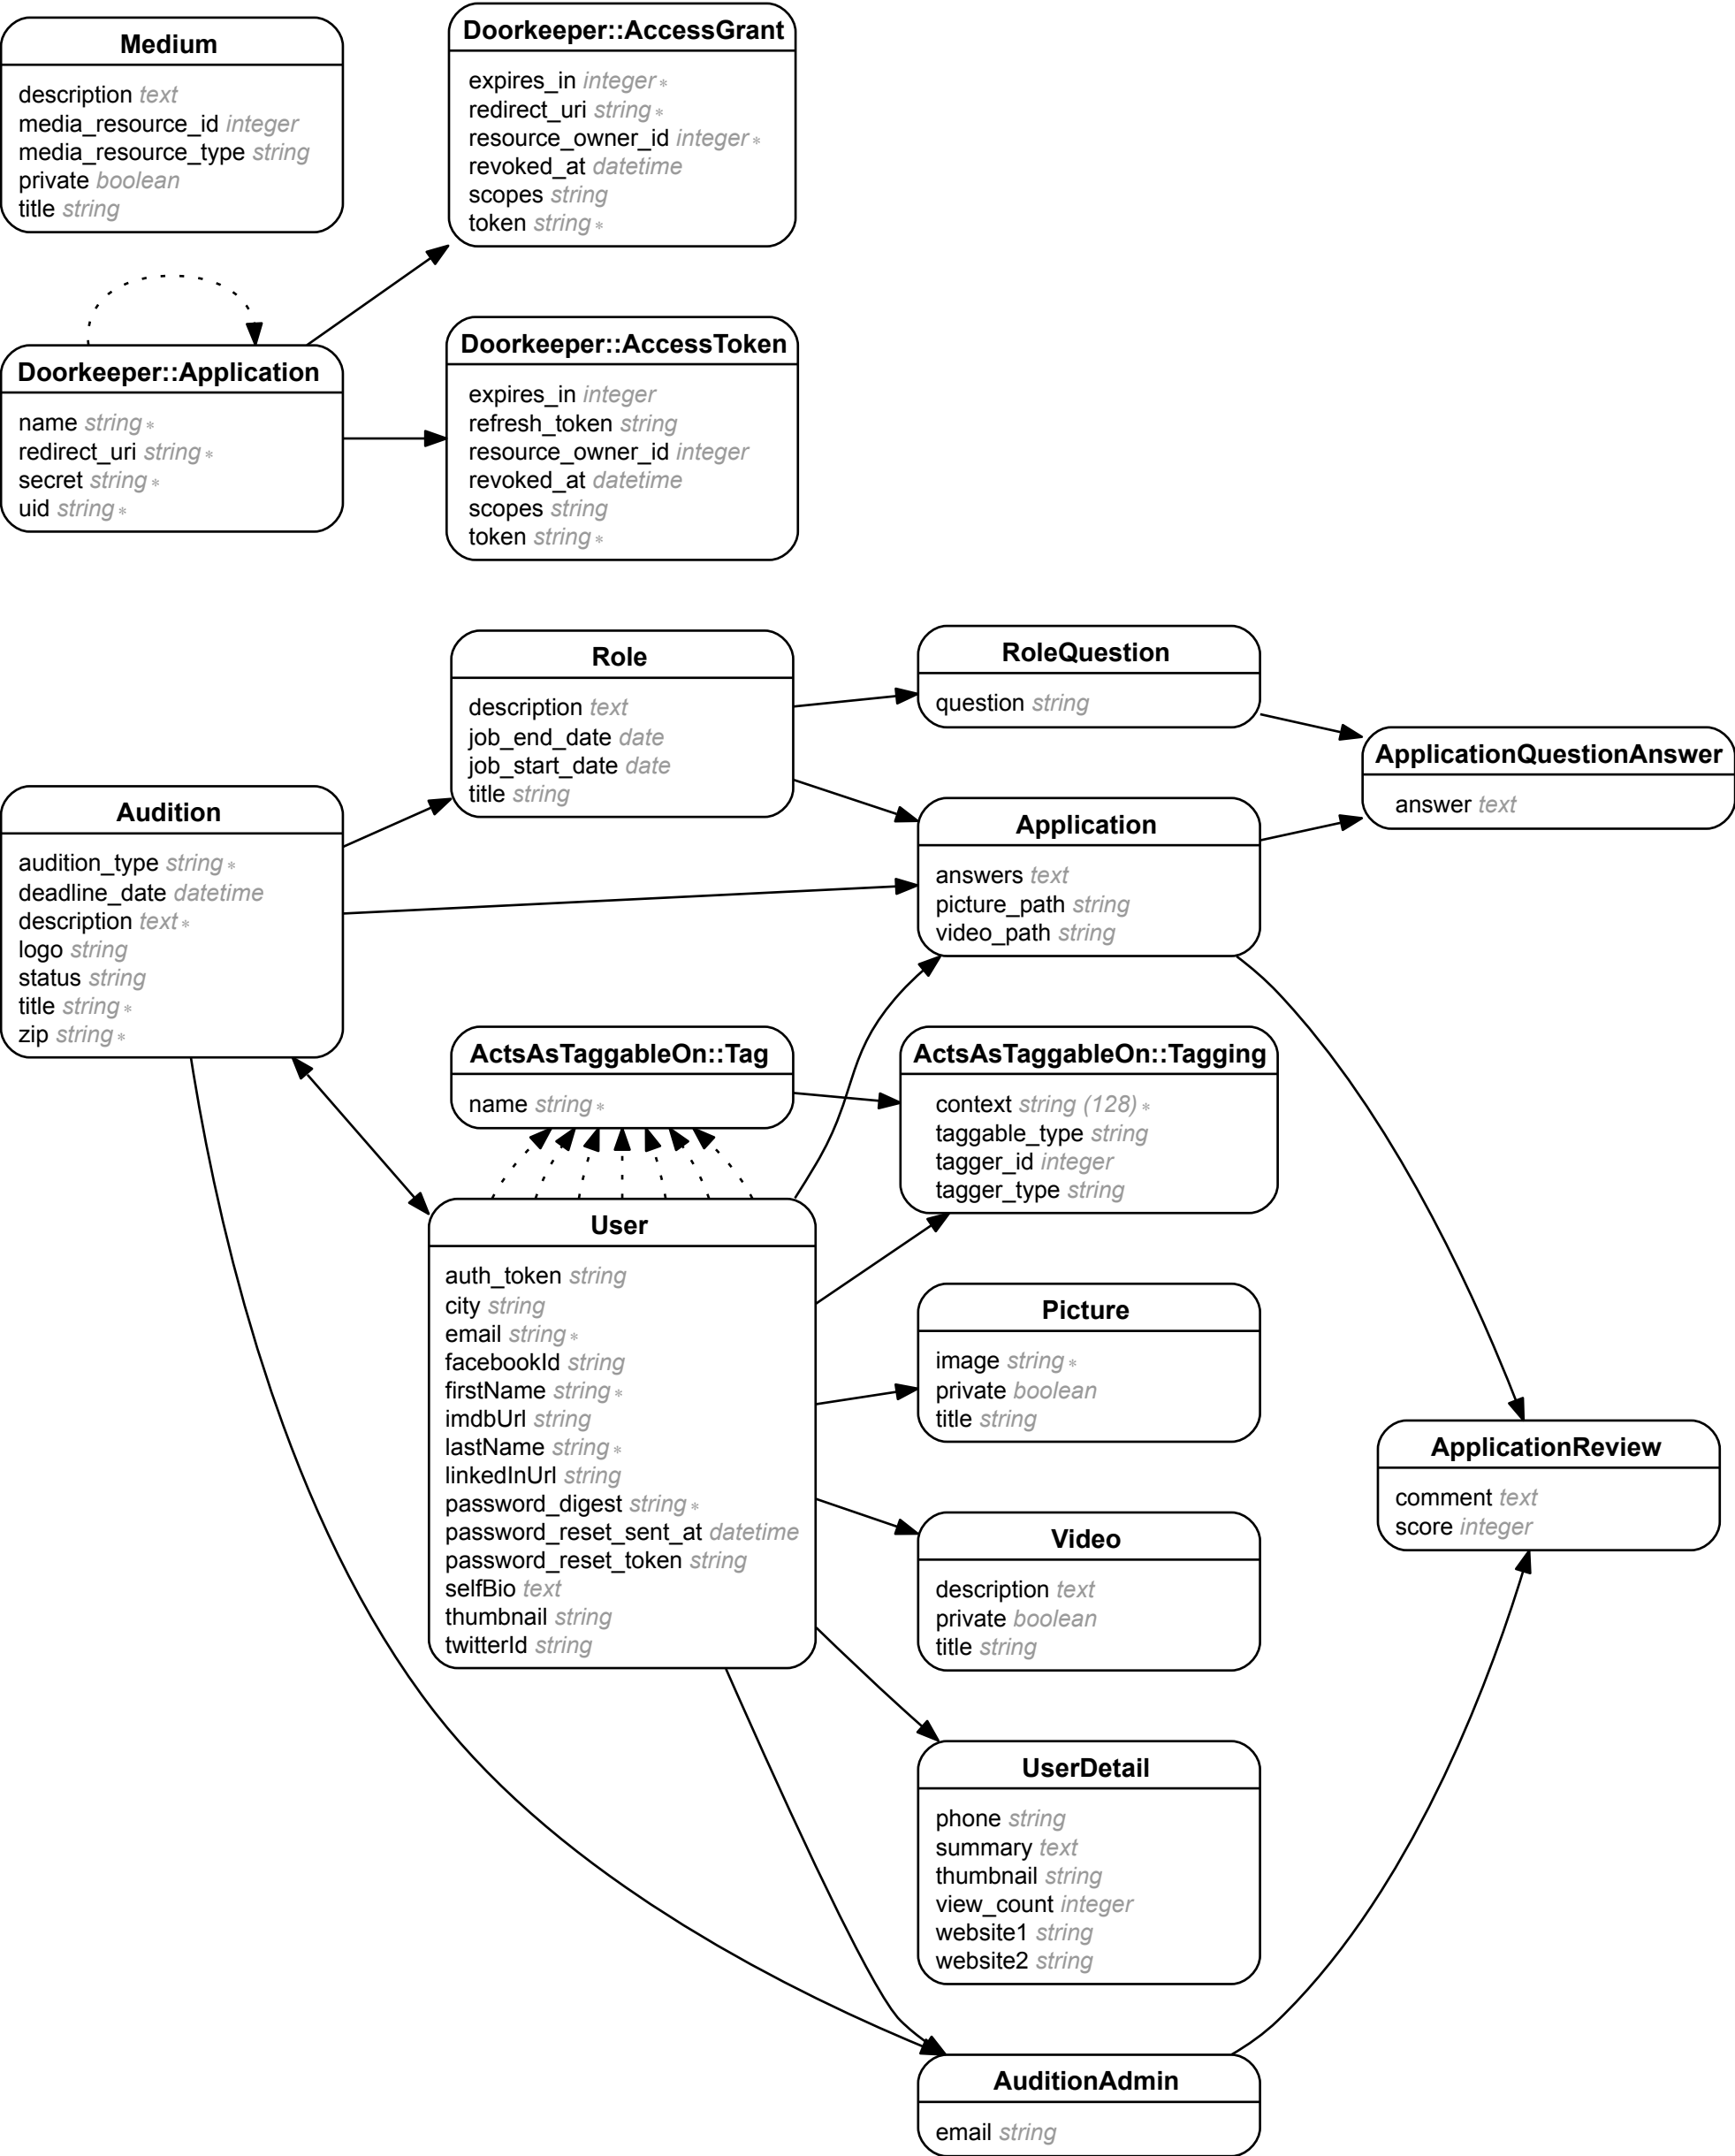 Medium
description text
media_resource_id integer
media_resource_type string
private boolean
title string
Doorkeeper::AccessGrant
expires_in integer *
redirect_uri string *
resource_owner_id integer *
revoked_at datetime
scopes string
token string *
Doorkeeper::Application
name string *
redirect_uri string *
secret string *
uid string *
Doorkeeper::AccessToken
expires_in integer
refresh_token string
resource_owner_id integer
revoked_at datetime
scopes string
token string *
Role
description text
job_end_date date
job_start_date date
title string
RoleQuestion
question string
ApplicationQuestionAnswer
answer text
Audition
audition_type string *
deadline_date datetime
description text *
logo string
status string
title string *
zip string *
Application
answers text
picture_path string
video_path string
ActsAsTaggableOn::Tag
name string *
ActsAsTaggableOn::Tagging
context string (128) *
taggable_type string
tagger_id integer
tagger_type string
User
auth_token string
city string
email string *
facebookId string
firstName string *
imdbUrl string
lastName string *
linkedInUrl string
password_digest string *
password_reset_sent_at datetime
password_reset_token string
selfBio text
thumbnail string
twitterId string
Picture
image string *
private boolean
title string
ApplicationReview
comment text
score integer
Video
description text
private boolean
title string
UserDetail
phone string
summary text
thumbnail string
view_count integer
website1 string
website2 string
AuditionAdmin
email string